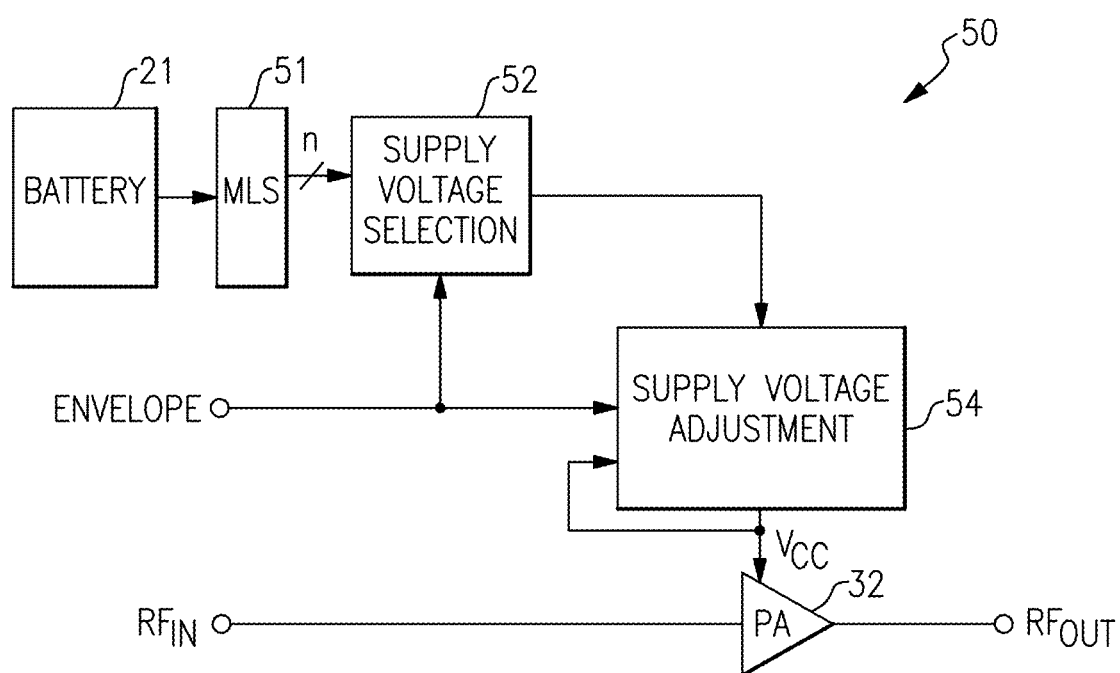 50
21
51
52
n
BATTERY
MLS
SUPPLY
VOLTAGE
SELECTION
ENVELOPE
SUPPLY VOLTAGE
ADJUSTMENT
54
VCC
32
RFIN
PA
RFOUT